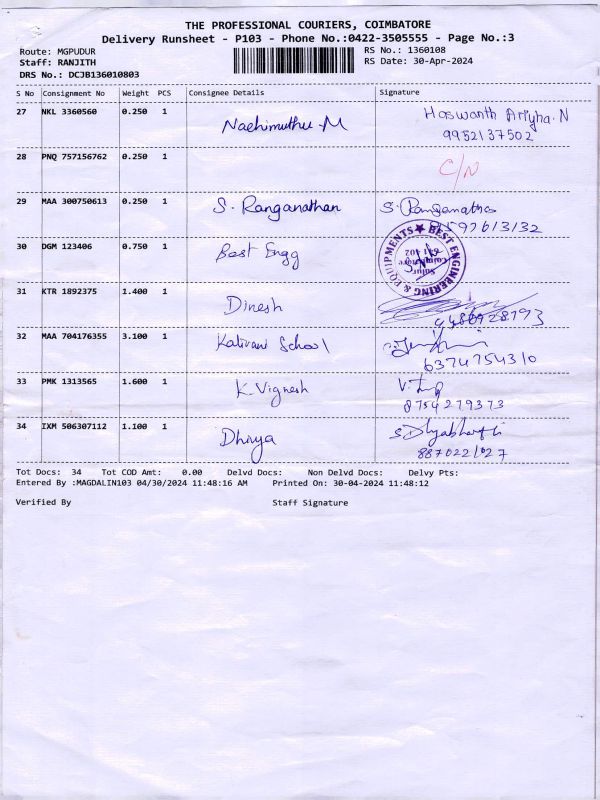 THE PROFESSIONAL COURIERS, COIMBATORE
Delivery Runsheet - P103 - Phone No.:0422-3505555 - Page No.:3
Route: MGPUDUR RS No.: 1360108
Staff: RANJITH RS Date: 30-Apr-2024
DRS No.: DCJB136010803
S No Consignment No Weight PCS Consignee Details Signature
27 NKL 3360560 0.250 1 Nachimuthu.M Haswanth N
9952137502
28 PNQ 757156762 0.250 1 C/N
29 MAA 300750613 0.250 1 S. Ranganathan S. Ranganathan
8597613132
30 DGM 123406 0.750 1 Best Engg BEST ENGINEERING & EQUIPMENTS
Coimbatore
31 KTR 1892375 1.400 1 Dinesh
32 MAA 704176355 3.100 1 School
6374754310
33 PMK 1313565 1.600 1 K. Vignesh
8754279373
34 IXM 506307112 1.100 1 Dhivya
Tot Docs: 34 Tot COD Amt: 0.00 Delvd Docs: Non Delvd Docs: Delvy Pts:
Entered By :MAGDALIN103 04/30/2024 11:48:16 AM Printed On: 30-04-2024 11:48:12
Verified By Staff Signature